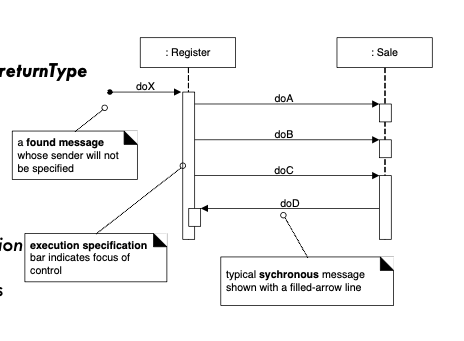 : Register
: Sale
returnType
doX
doA
a found message
whose sender will not
be specified
doB
doC
doD
ion
execution specification
bar indicates focus of
control
typical sychronous message
shown with a filled-arrow line
s